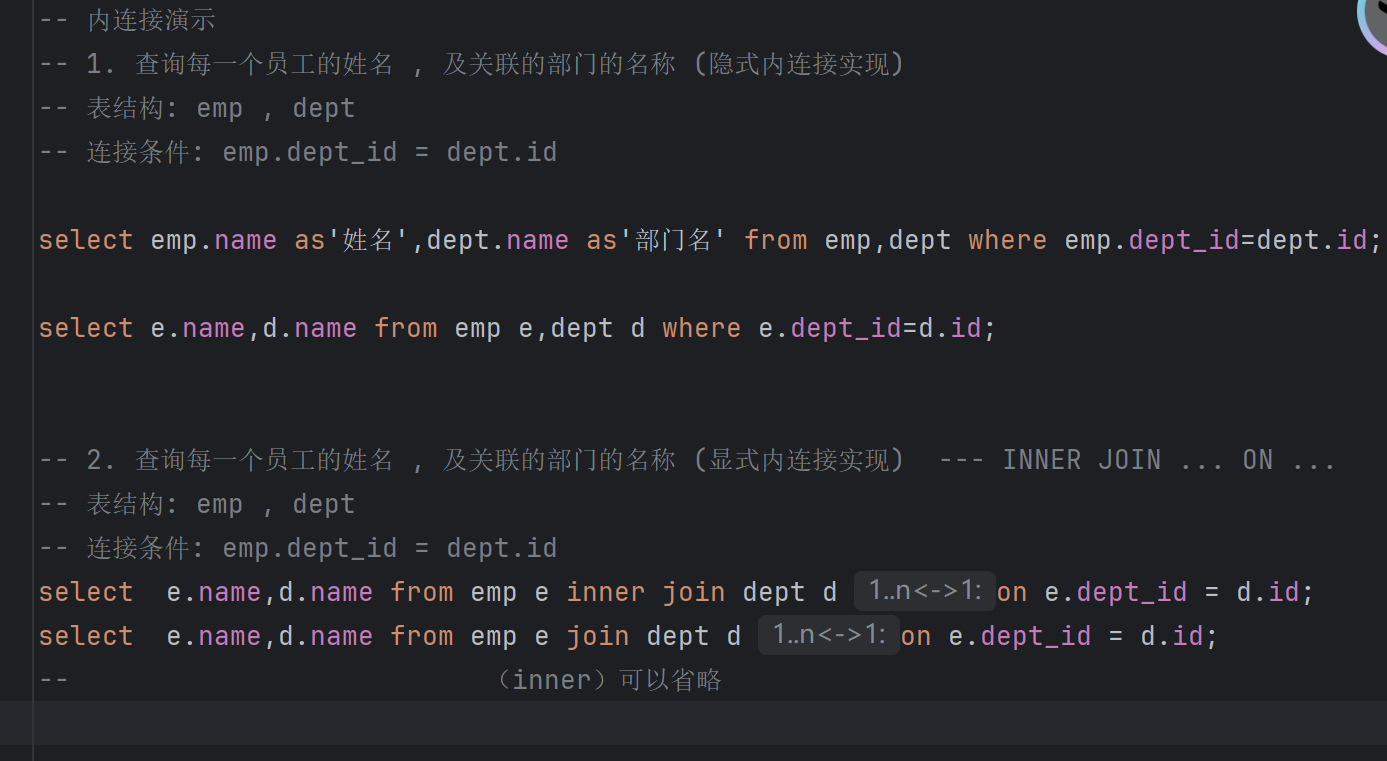 -- 内连接演示
-- 1. 查询每一个员工的姓名 , 及关联的部门的名称 (隐式内连接实现)
-- 表结构: emp , dept
-- 连接条件: emp.dept_id = dept.id
select emp.name as'姓名',dept.name as'部门名' from emp,dept where emp.dept_id=dept.id;
select e.name,d.name from emp e,dept d where e.dept_id=d.id;
-- 2. 查询每一个员工的姓名 , 及关联的部门的名称 (显式内连接实现)  --- INNER JOIN ... ON ...
-- 表结构: emp , dept
-- 连接条件: emp.dept_id = dept.id
select  e.name,d.name from emp e inner join dept d 1..n<->1: on e.dept_id = d.id;
select  e.name,d.name from emp e join dept d 1..n<->1: on e.dept_id = d.id;
--                           （inner）可以省略